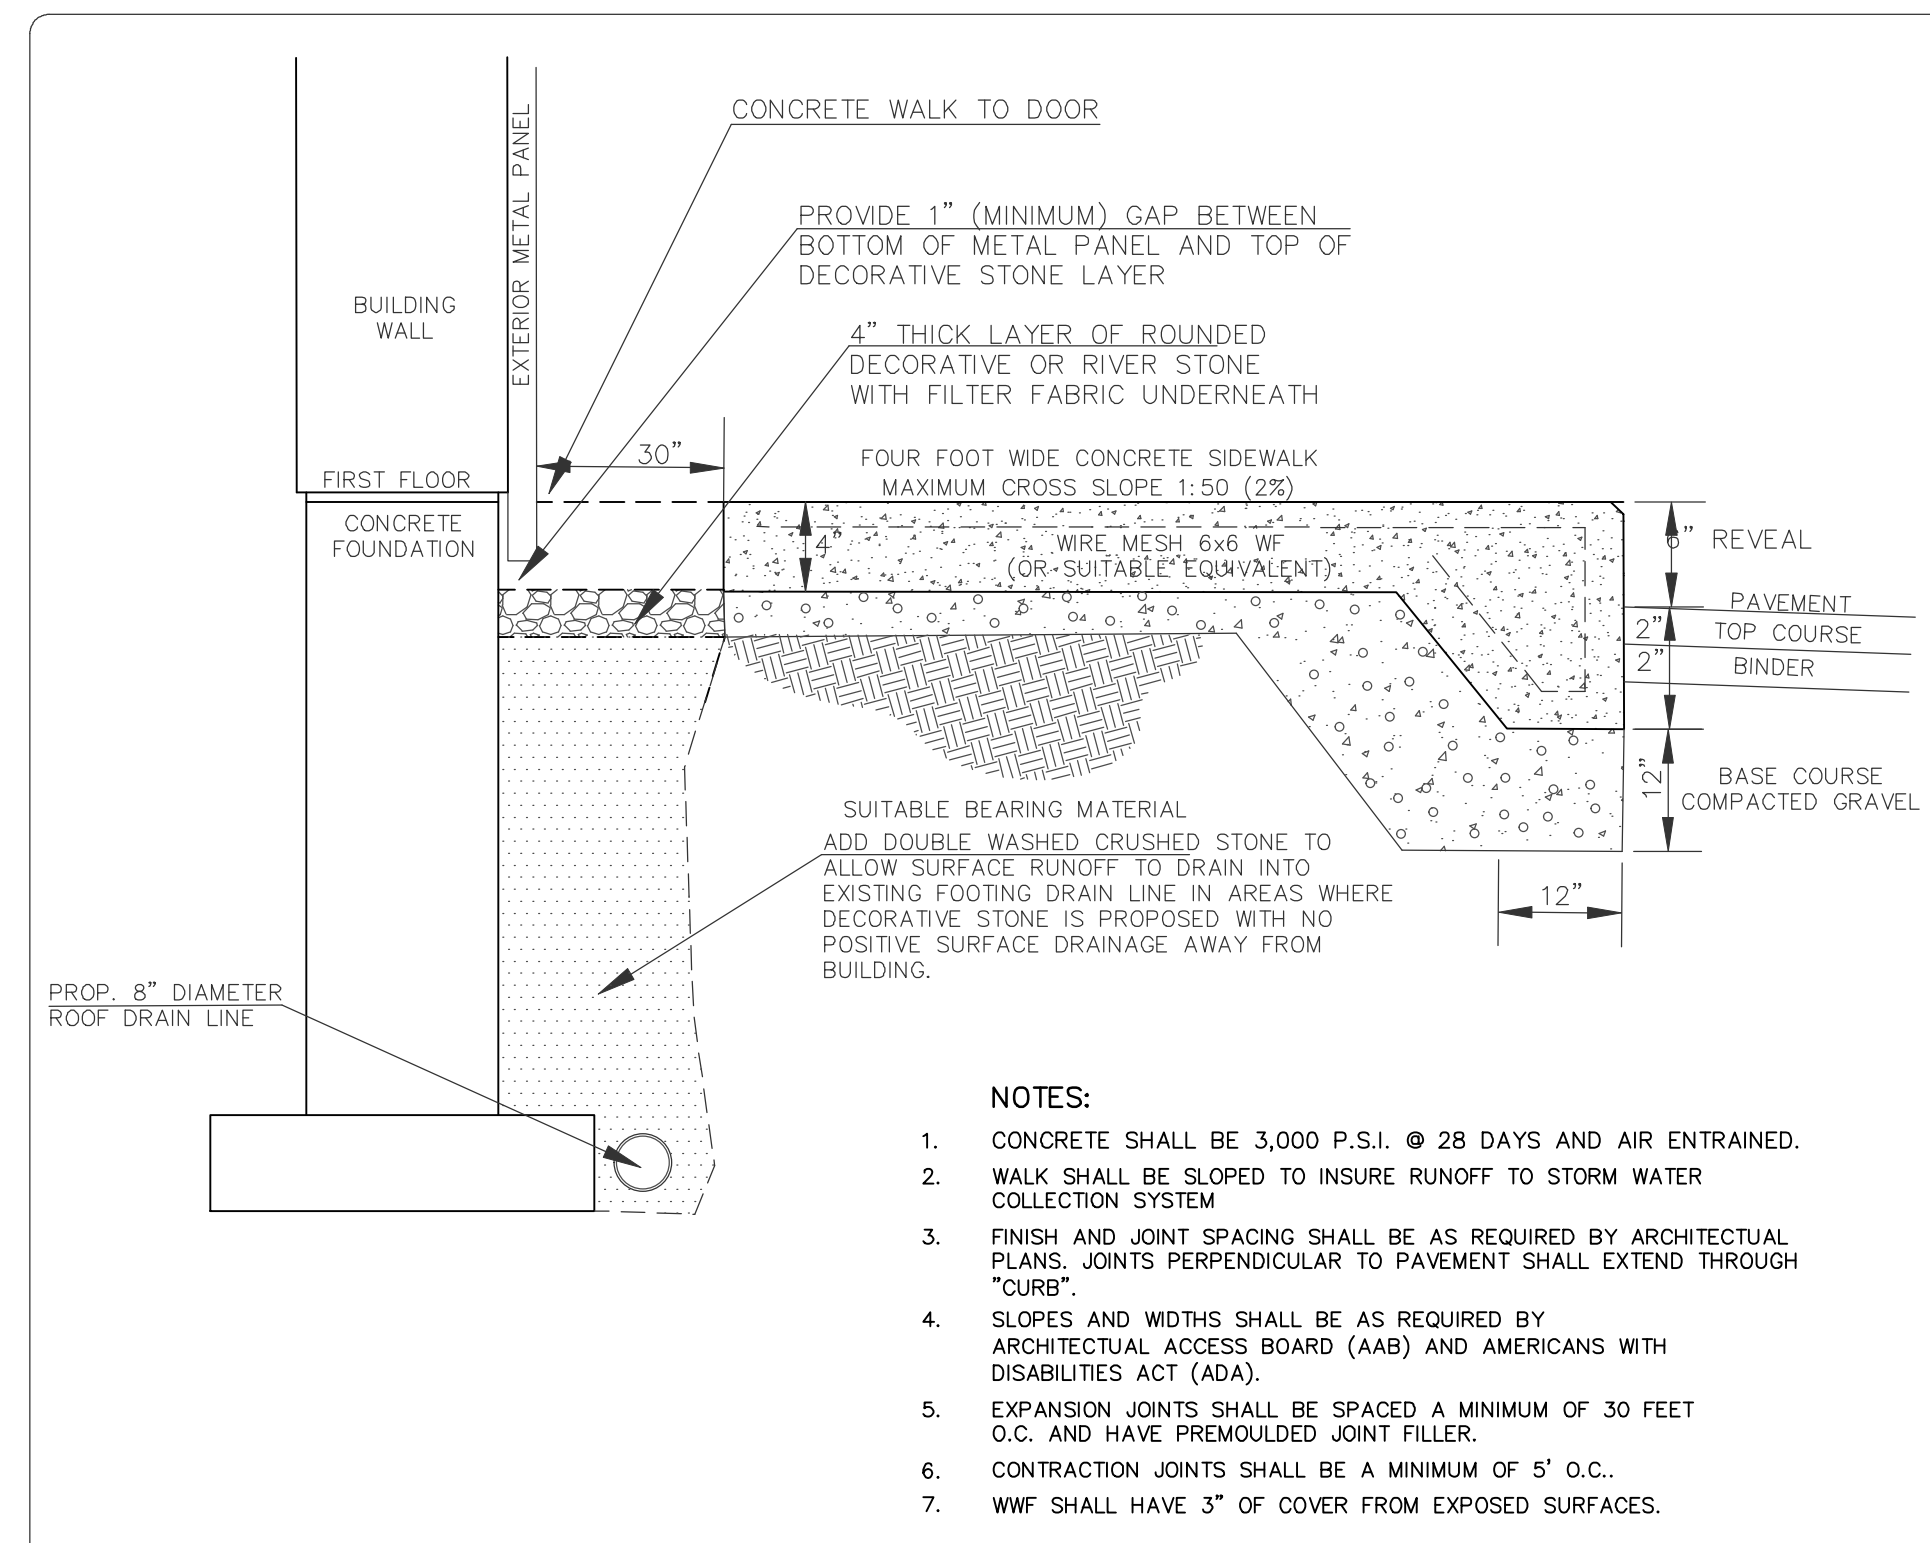 CONCRETE WALK TO DOOR
EXTERIOR METAL PANEL
PROVIDE 1" (MINIMUM) GAP BETWEEN
BOTTOM OF METAL PANEL AND TOP OF
DECORATIVE STONE LAYER
BUILDING
WALL
4" THICK LAYER OF ROUNDED
DECORATIVE OR RIVER STONE
WITH FILTER FABRIC UNDERNEATH
30"
FOUR FOOT WIDE CONCRETE SIDEWALK
MAXIMUM CROSS SLOPE 1:50 (2%)
FIRST FLOOR
CONCRETE
FOUNDATION
4"
WIRE MESH 6x6 WF
(OR SUITABLE EQUIVALENT)
6" REVEAL
PAVEMENT
2" TOP COURSE
2" BINDER
12"
BASE COURSE
COMPACTED GRAVEL
SUITABLE BEARING MATERIAL
ADD DOUBLE WASHED CRUSHED STONE TO
ALLOW SURFACE RUNOFF TO DRAIN INTO
EXISTING FOOTING DRAIN LINE IN AREAS WHERE
DECORATIVE STONE IS PROPOSED WITH NO
POSITIVE SURFACE DRAINAGE AWAY FROM
BUILDING.
12"
PROP. 8" DIAMETER
ROOF DRAIN LINE
NOTES:
1. CONCRETE SHALL BE 3,000 P.S.I. @ 28 DAYS AND AIR ENTRAINED.
2. WALK SHALL BE SLOPED TO INSURE RUNOFF TO STORM WATER
COLLECTION SYSTEM
3. FINISH AND JOINT SPACING SHALL BE AS REQUIRED BY ARCHITECTUAL
PLANS. JOINTS PERPENDICULAR TO PAVEMENT SHALL EXTEND THROUGH
"CURB".
4. SLOPES AND WIDTHS SHALL BE AS REQUIRED BY
ARCHITECTUAL ACCESS BOARD (AAB) AND AMERICANS WITH
DISABILITIES ACT (ADA).
5. EXPANSION JOINTS SHALL BE SPACED A MINIMUM OF 30 FEET
O.C. AND HAVE PREMOULDED JOINT FILLER.
6. CONTRACTION JOINTS SHALL BE A MINIMUM OF 5' O.C..
7. WWF SHALL HAVE 3" OF COVER FROM EXPOSED SURFACES.